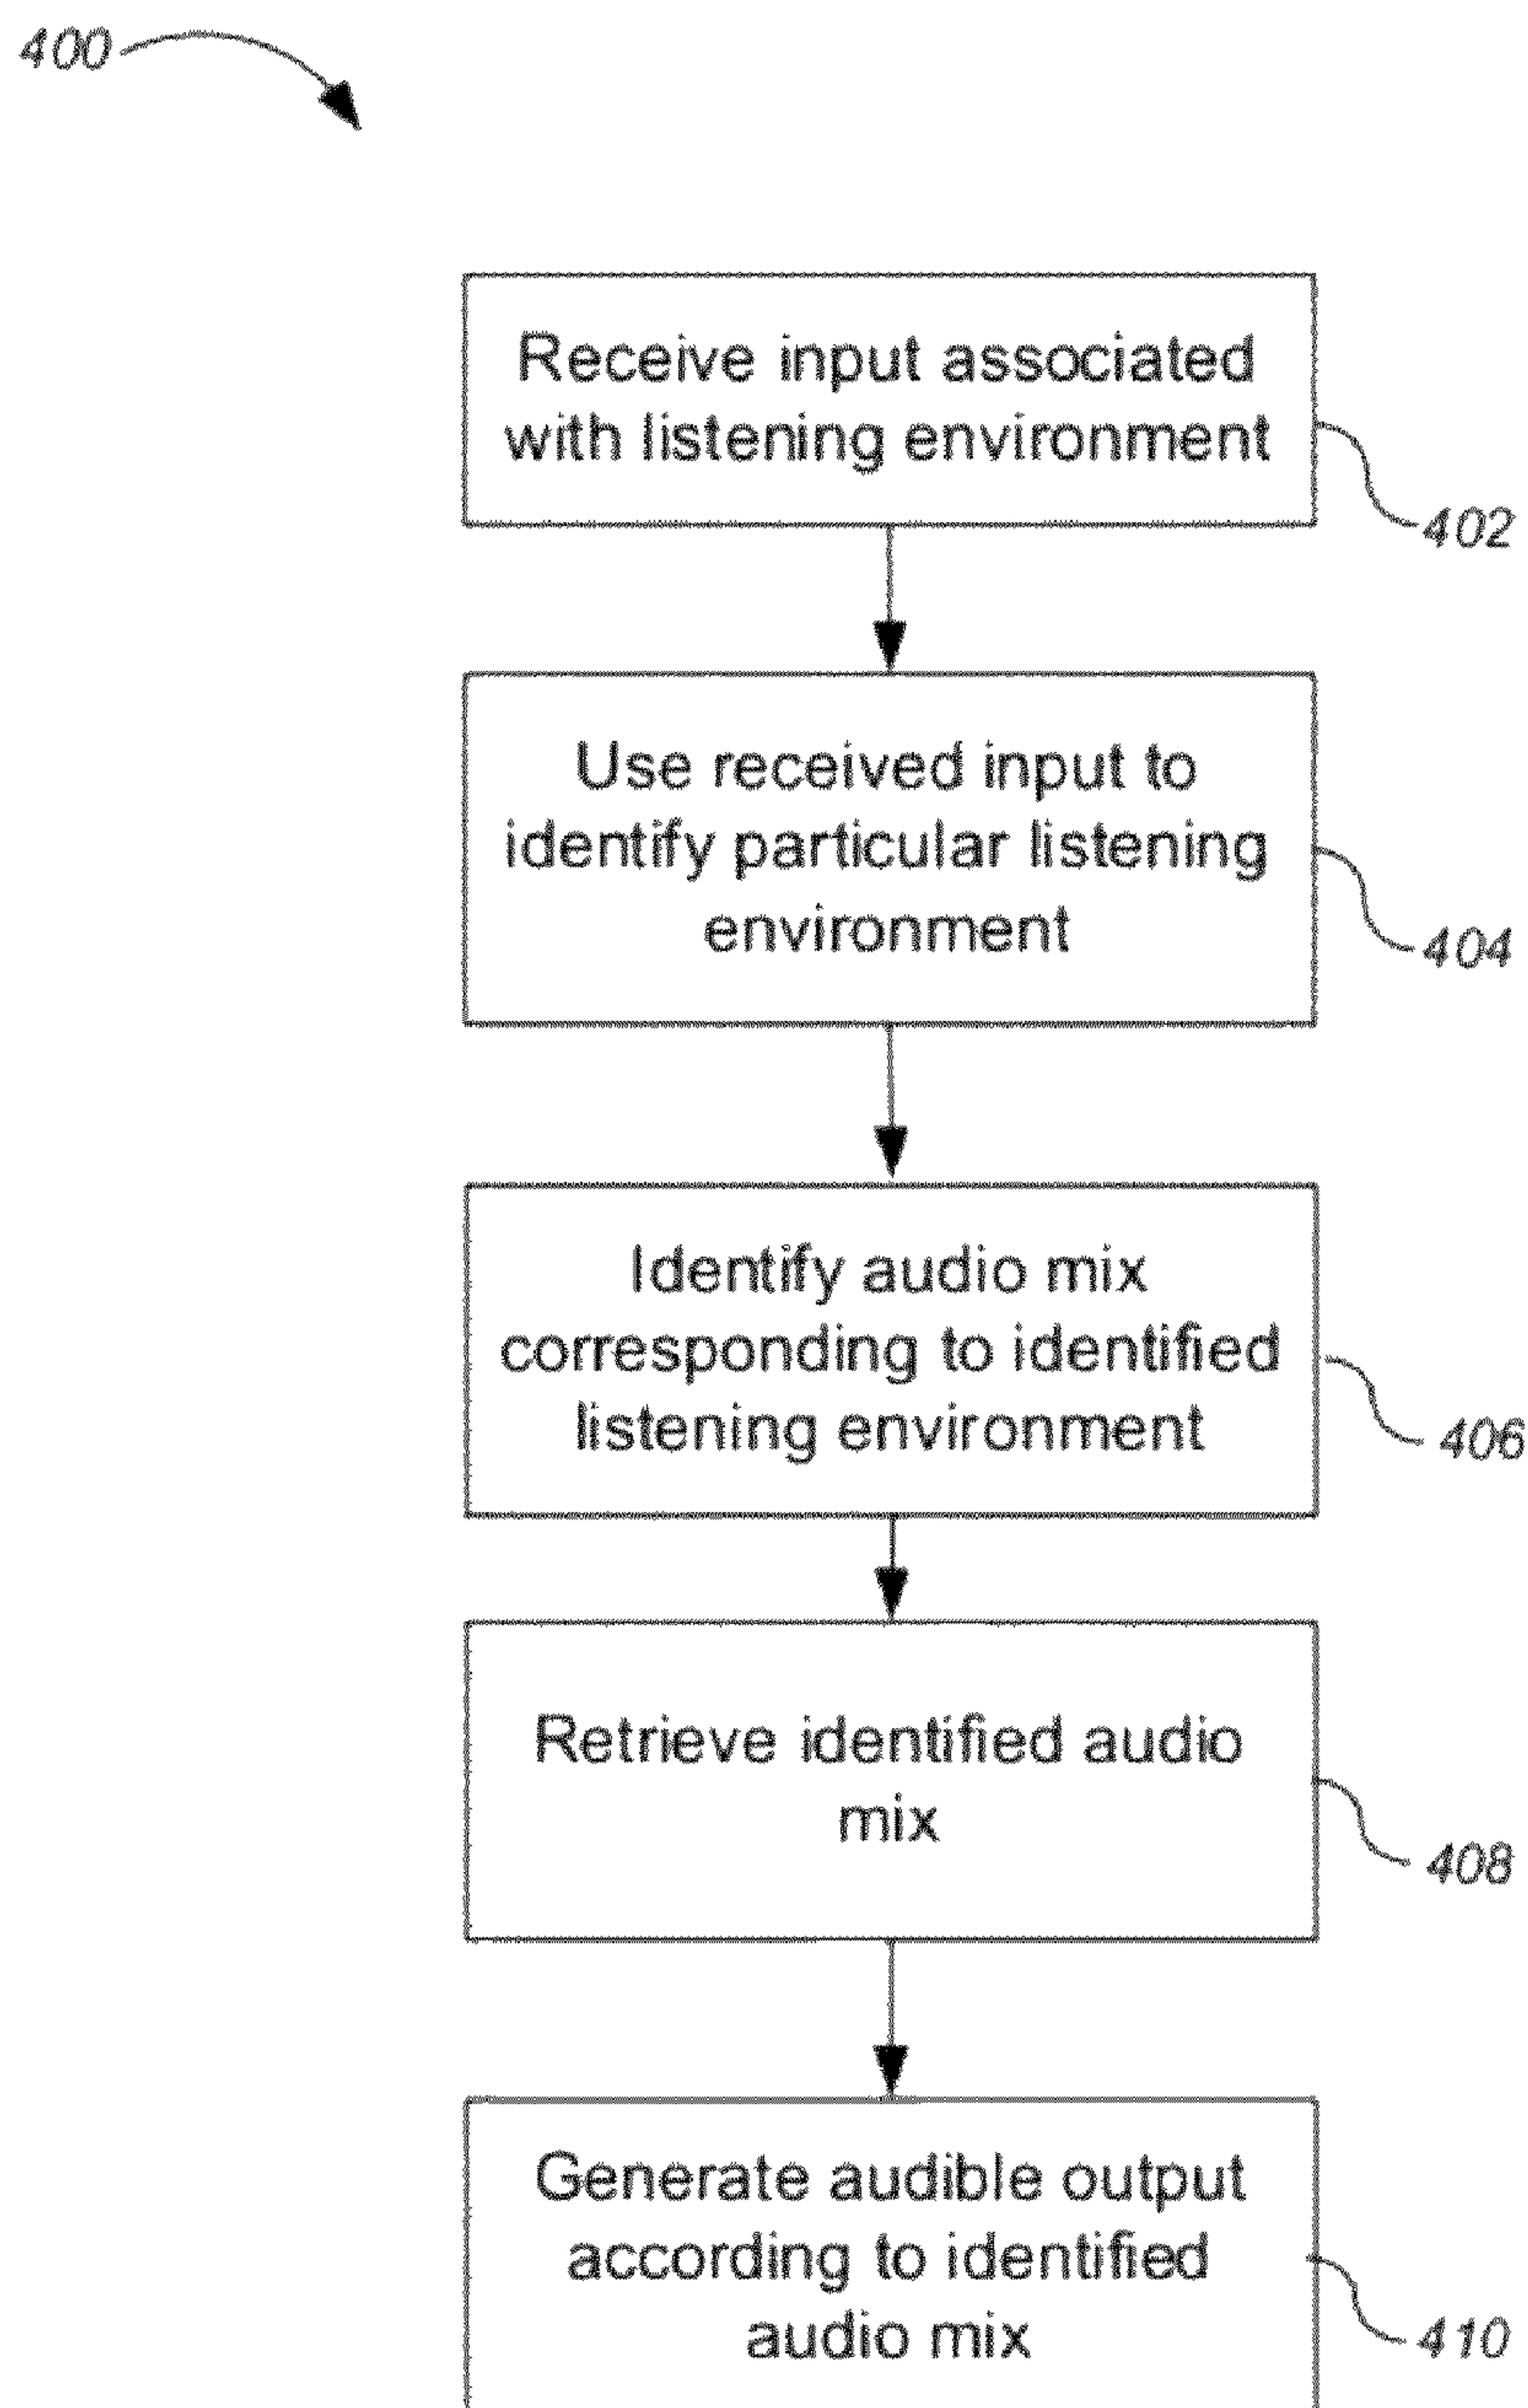 400
Receive input associated
with listening environment
402
Use received input to
identify particular listening
environment
404
Identify audio mix
corresponding to identified
listening environment
406
Retrieve identified audio
mix
408
Generate audible output
according to identified
audio mix
410